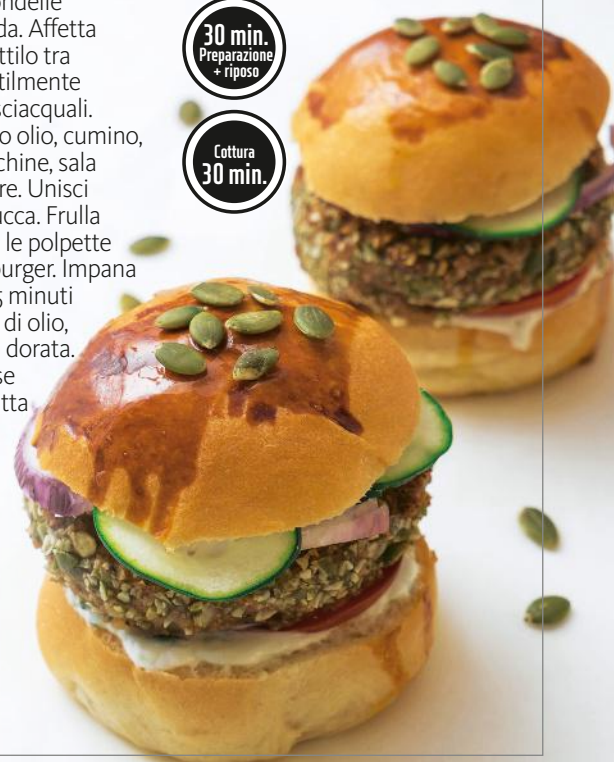 ondelle
da. Affetta
ttilo tra
tilmente
sciacquali.
o olio, cumino,
chine, sala
re. Unisci
ucca. Frulla
le polpette
burger. Impana
5 minuti
di olio,
dorata.
se
tta
30 min.
Preparazione
+ riposo
Cottura
30 min.